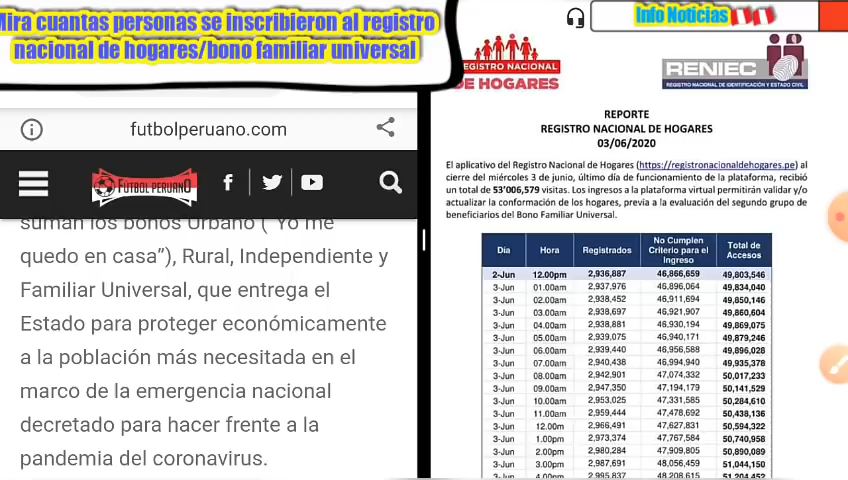 Mira cuantas personas se inscribieron al registro
nacional de hogares/bono familiar universal
Info Noticias
futbolperuano.com
FÚTBOL PERUANO
suman los bonos Urbano ("Yo me
quedo en casa"), Rural, Independiente y
Familiar Universal, que entrega el
Estado para proteger económicamente
a la población más necesitada en el
marco de la emergencia nacional
decretado para hacer frente a la
pandemia del coronavirus.
REGISTRO NACIONAL
DE HOGARES
RENIEC
REGISTRO NACIONAL DE IDENTIFICACIÓN Y ESTADO CIVIL
REPORTE
REGISTRO NACIONAL DE HOGARES
03/06/2020
El aplicativo del Registro Nacional de Hogares (https://registronacionaldehogares.pe) al
cierre del miércoles 3 de junio, último día de funcionamiento de la plataforma, recibió
un total de 53'006,579 visitas. Los ingresos a la plataforma virtual permitirán validar y/o
actualizar la conformación de los hogares, previa a la evaluación del segundo grupo de
beneficiarios del Bono Familiar Universal.
Día Hora Registrados No Cumplen Criterio para el Ingreso Total de Accesos
2-Jun 12.00pm 2,936,887 46,866,659 49,803,546
3-Jun 01.00am 2,937,976 46,896,064 49,834,040
3-Jun 02.00am 2,938,452 46,911,694 49,850,146
3-Jun 03.00am 2,938,697 46,921,907 49,860,604
3-Jun 04.00am 2,938,881 46,930,194 49,869,075
3-Jun 05.00am 2,939,075 46,940,171 49,879,246
3-Jun 06.00am 2,939,440 46,956,588 49,896,028
3-Jun 07.00am 2,940,438 46,994,940 49,935,378
3-Jun 08.00am 2,942,901 47,074,332 50,017,233
3-Jun 09.00am 2,947,350 47,194,179 50,141,529
3-Jun 10.00am 2,953,025 47,331,585 50,284,610
3-Jun 11.00am 2,959,444 47,478,692 50,438,136
3-Jun 12.00m 2,966,491 47,627,831 50,594,322
3-Jun 1.00pm 2,973,374 47,767,584 50,740,958
3-Jun 2.00pm 2,980,284 47,909,805 50,890,089
3-Jun 3.00pm 2,987,691 48,056,459 51,044,150
3-Jun 4.00pm 2,995,837 48,208,615 51,204,452